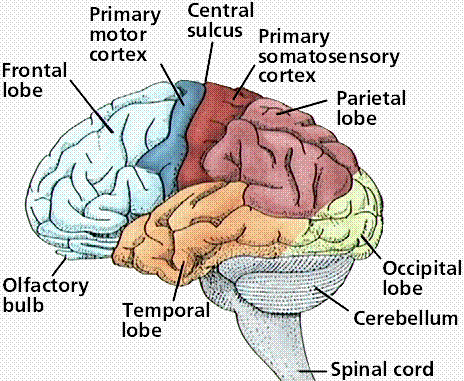 Primary
motor
cortex
Central
sulcus
Primary
somatosensory
cortex
Frontal
lobe
Parietal
lobe
Olfactory
bulb
Temporal
lobe
Occipital
lobe
Cerebellum
Spinal cord